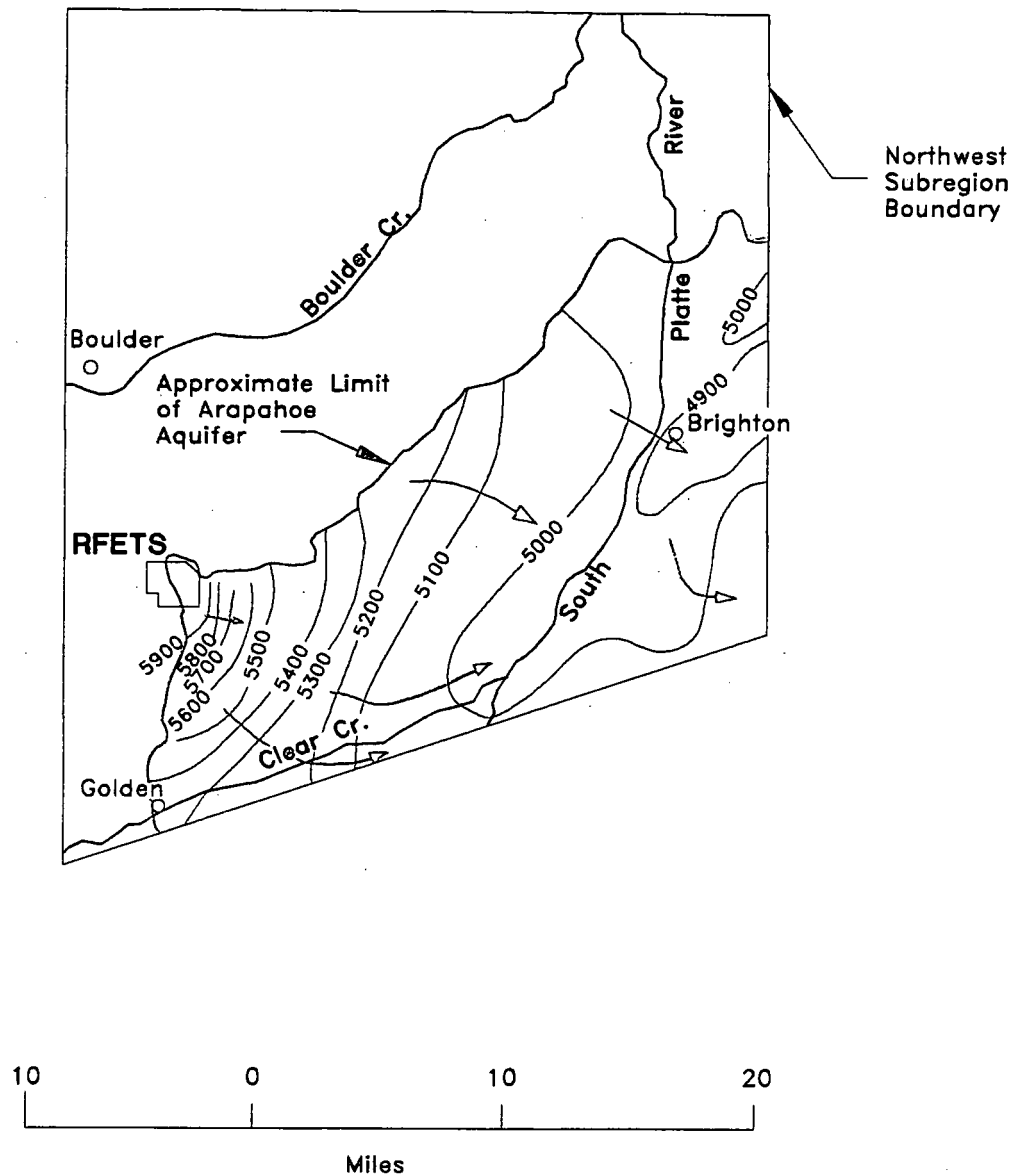 River
Northwest
Subregion
Boundary
Boulder Cr.
Platte
5000
Boulder
Approximate Limit
of Arapahoe
Aquifer
4900
Brighton
RFETS
5000
5100
5200
South
5900
5800
5700
5600
5500
5400
5300
Clear Cr.
Golden
10 0 10 20
Miles